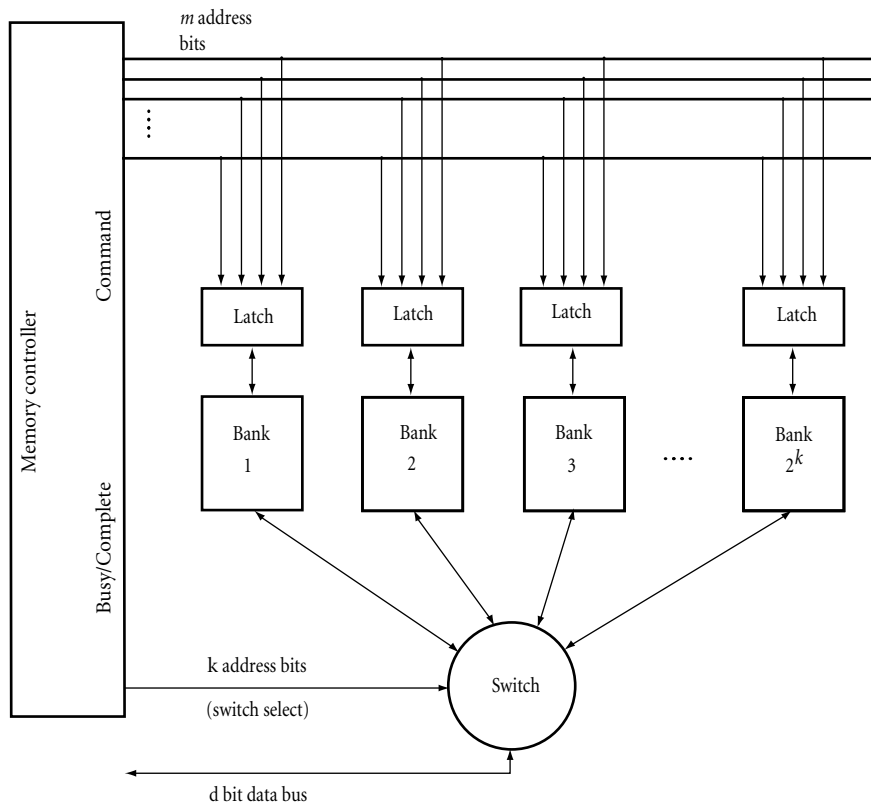 m address
bits
Command
Memory controller
Latch
Latch
Latch
Latch
Bank
1
Bank
2
Bank
3
....
Bank
2^k
Busy/Complete
k address bits
(switch select)
Switch
d bit data bus